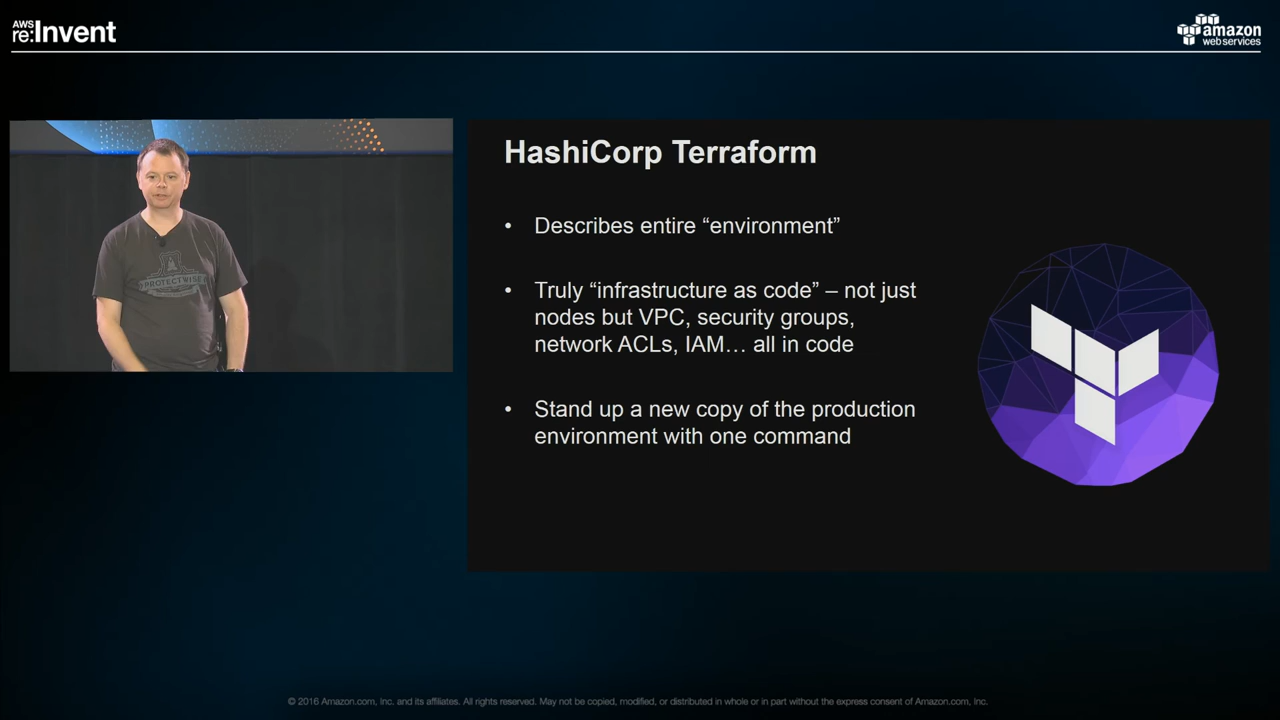 AWS
re:Invent
amazon
web services
PROTECTWISE
HashiCorp Terraform
• Describes entire “environment”
• Truly “infrastructure as code” – not just
nodes but VPC, security groups,
network ACLs, IAM… all in code
• Stand up a new copy of the production
environment with one command
© 2016 Amazon.com, Inc. and its affiliates. All rights reserved. May not be copied, modified, or distributed in whole or in part without the express consent of Amazon.com, Inc.